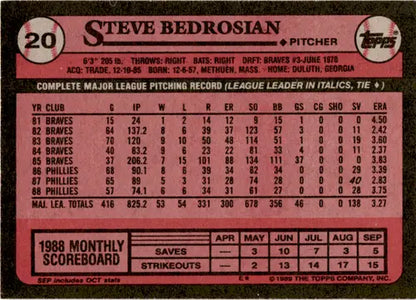 20
STEVE BEDROSIAN
♦ PITCHER
Topps
6'3" 205 lb. THROWS: RIGHT BATS: RIGHT DRFT: BRAVES #3-JUNE 1978
ACQ: TRADE, 12-10-85 BORN: 12-6-57, METHUEN, MASS. HOME: DULUTH, GEORGIA
COMPLETE MAJOR LEAGUE PITCHING RECORD (LEAGUE LEADER IN ITALICS, TIE ♦)
YR CLUB G IP W L R ER SO BB GS CG SHO SV ERA
81 BRAVES 15 24 1 2 9 15 0 0 0 4.50
82 BRAVES 64 137.2 8 6 39 37 123 57 3 0 0 11 2.42
83 BRAVES 70 120 9 10 50 48 114 51 1 0 0 19 3.60
84 BRAVES 40 83.2 9 6 23 22 81 33 4 0 0 11 2.37
85 BRAVES 37 206.2 7 15 101 88 134 111 37 0 0 0 3.83
86 PHILLIES 68 90.1 8 6 39 34 82 34 0 0 0 29 3.39
87 PHILLIES 65 89 5 3 31 28 74 28 0 0 0 40 2.83
88 PHILLIES 57 74.1 6 6 34 31 61 27 0 0 0 28 3.75
MAJ. LEA. TOTALS 416 53 54 331 300 678 356 46 0 0 138 3.27
1988 MONTHLY
SCOREBOARD
SEP includes OCT stats
APR MAY JUN JUL AUG SEP
SAVES — 3 10 7 3 5
STRIKEOUTS — 2 13 14 17 15
© 1989 THE TOPPS COMPANY, INC.